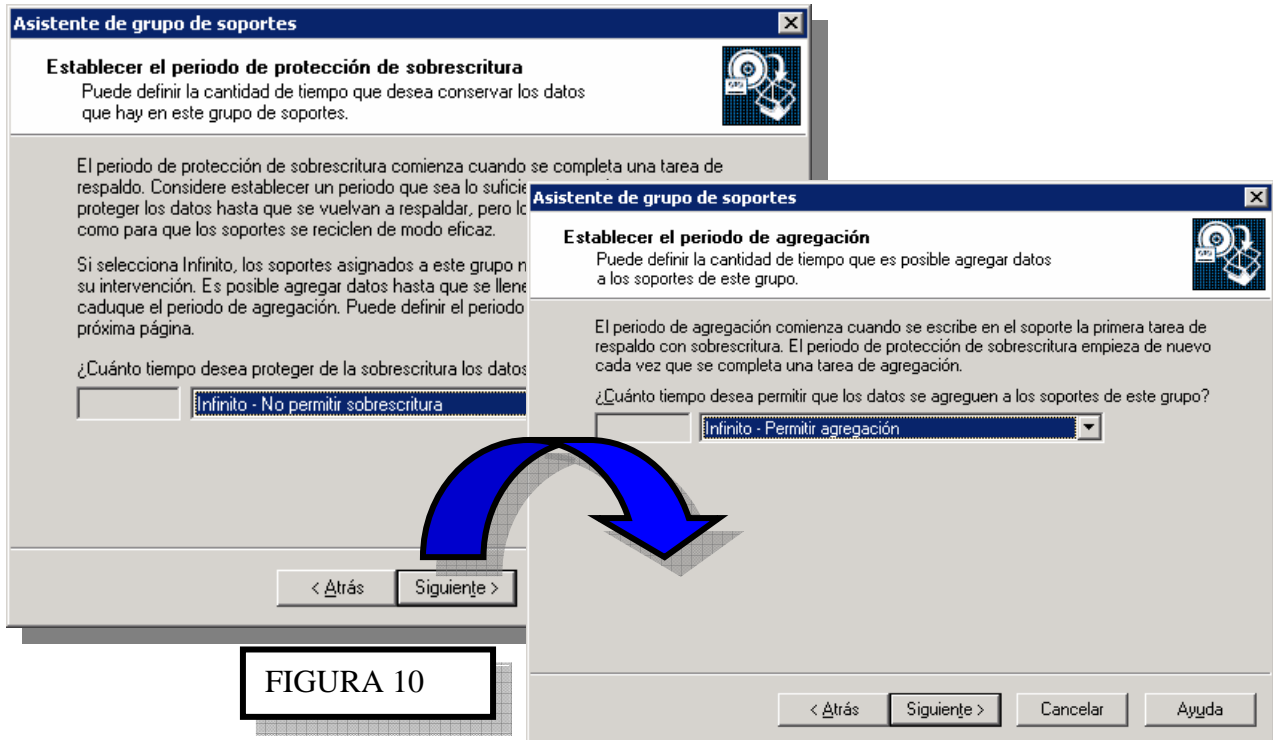 Asistente de grupo de soportes
Establecer el periodo de protección de sobrescritura
Puede definir la cantidad de tiempo que desea conservar los datos
que hay en este grupo de soportes.
El periodo de protección de sobrescritura comienza cuando se completa una tarea de
respaldo. Considere establecer un periodo que sea lo
proteger los datos hasta que se vuelvan a respaldar, pero
como para que los soportes se reciclen de modo eficaz.
Si selecciona Infinito, los soportes asignados a este grupo
su intervención. Es posible agregar datos hasta que se
caduque el periodo de agregación. Puede definir el periodo
próxima página.
¿Cuánto tiempo desea proteger de la sobrescritura los datos
Infinito - No permitir sobrescritura
< Atrás
Siguiente >
Asistente de grupo de soportes
Establecer el periodo de agregación
Puede definir la cantidad de tiempo que es posible agregar datos
a los soportes de este grupo.
El periodo de agregación comienza cuando se escribe en el soporte la primera tarea de
respaldo con sobrescritura. El periodo de protección de sobrescritura empieza de nuevo
cada vez que se completa una tarea de agregación.
¿Cuánto tiempo desea permitir que los datos se agreguen a los soportes de este grupo?
Infinito - Permitir agregación
< Atrás
Siguiente >
Cancelar
Ayuda
FIGURA 10